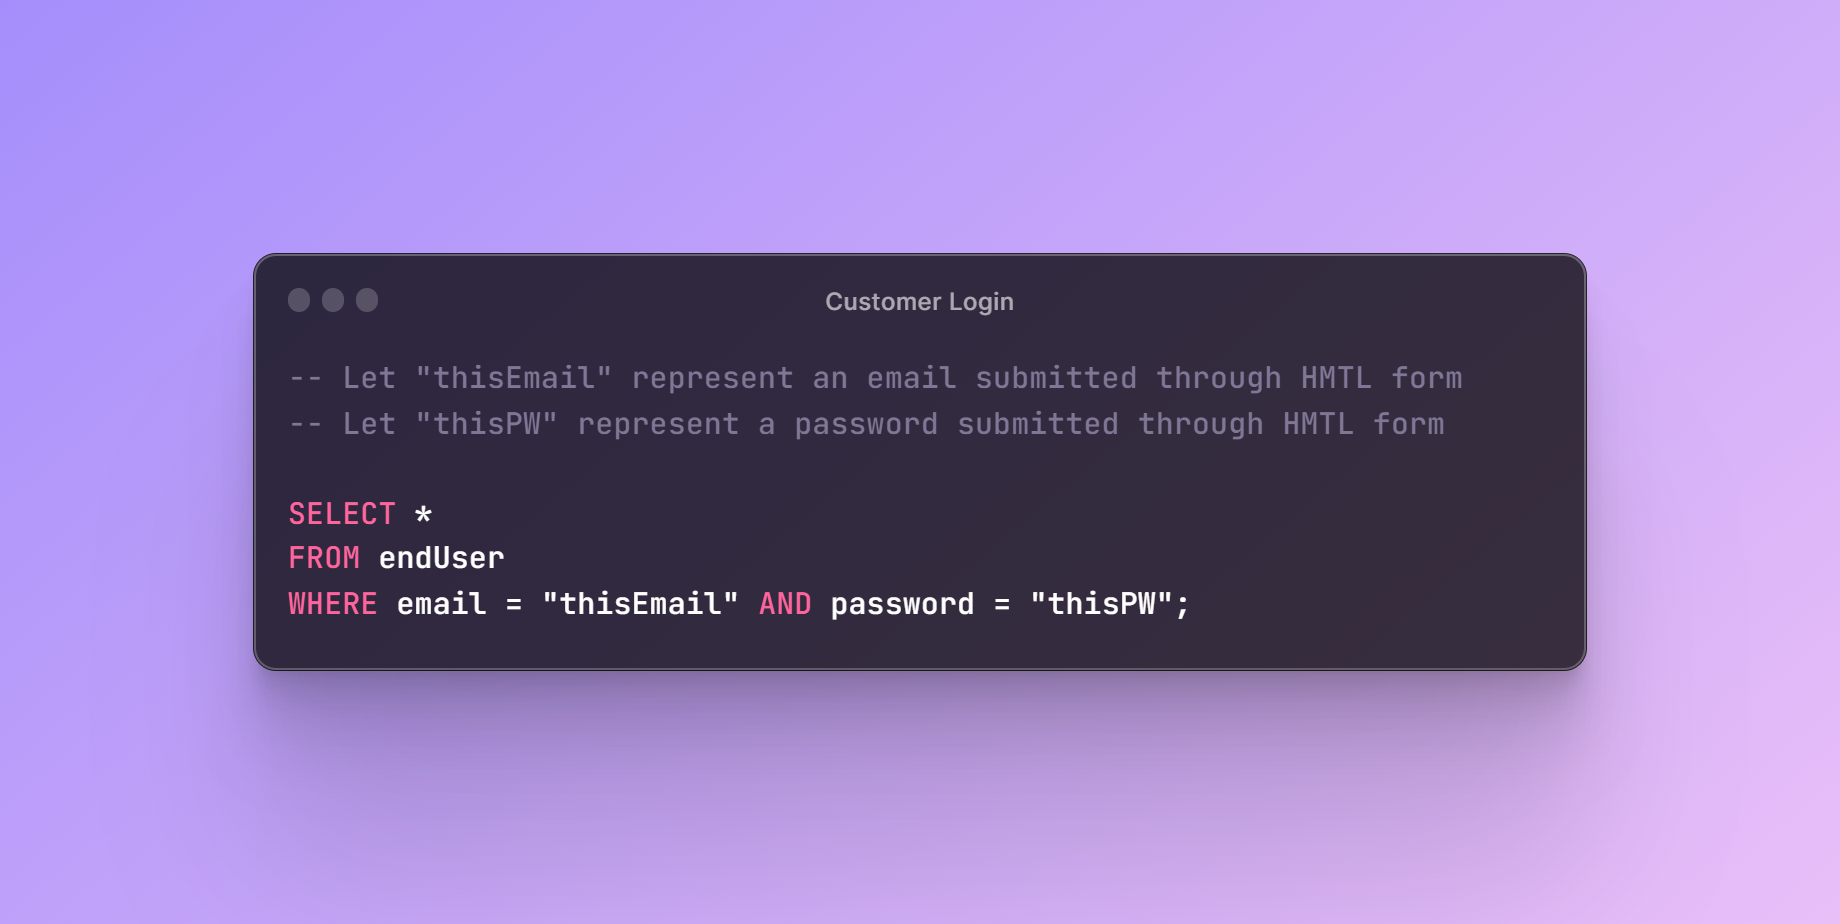 Customer Login
-- Let "thisEmail" represent an email submitted through HMTL form
-- Let "thisPW" represent a password submitted through HMTL form
SELECT *
FROM endUser
WHERE email = "thisEmail" AND password = "thisPW";